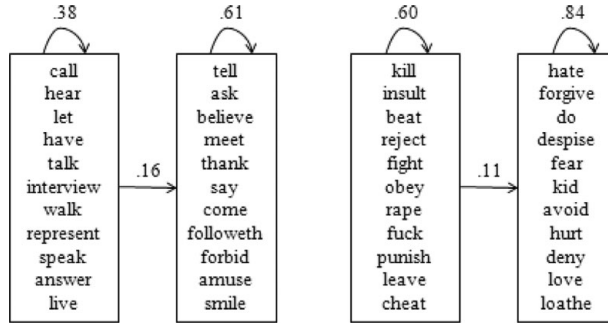 .38
.61
.60
.84
call
hear
let
have
talk
interview
walk
represent
speak
answer
live
.16
tell
ask
believe
meet
thank
say
come
followeth
forbid
amuse
smile
kill
insult
beat
reject
fight
obey
rape
fuck
punish
leave
cheat
.11
hate
forgive
do
despise
fear
kid
avoid
hurt
deny
love
loathe